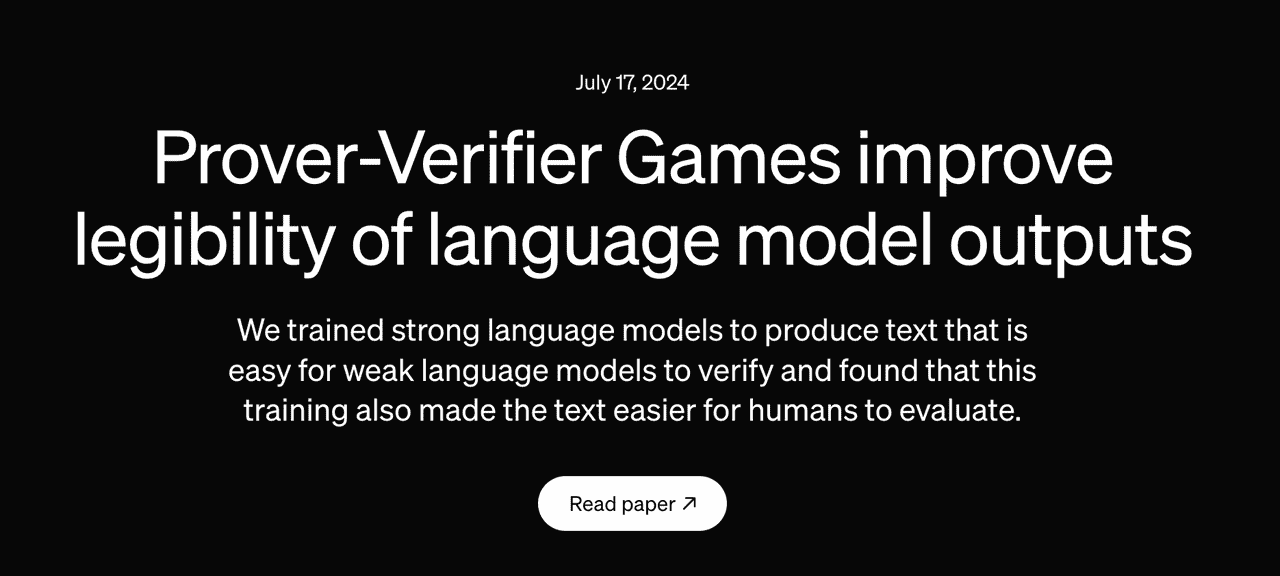 July 17, 2024
Prover-Verifier Games improve
legibility of language model outputs
We trained strong language models to produce text that is
easy for weak language models to verify and found that this
training also made the text easier for humans to evaluate.
Read paper ↗